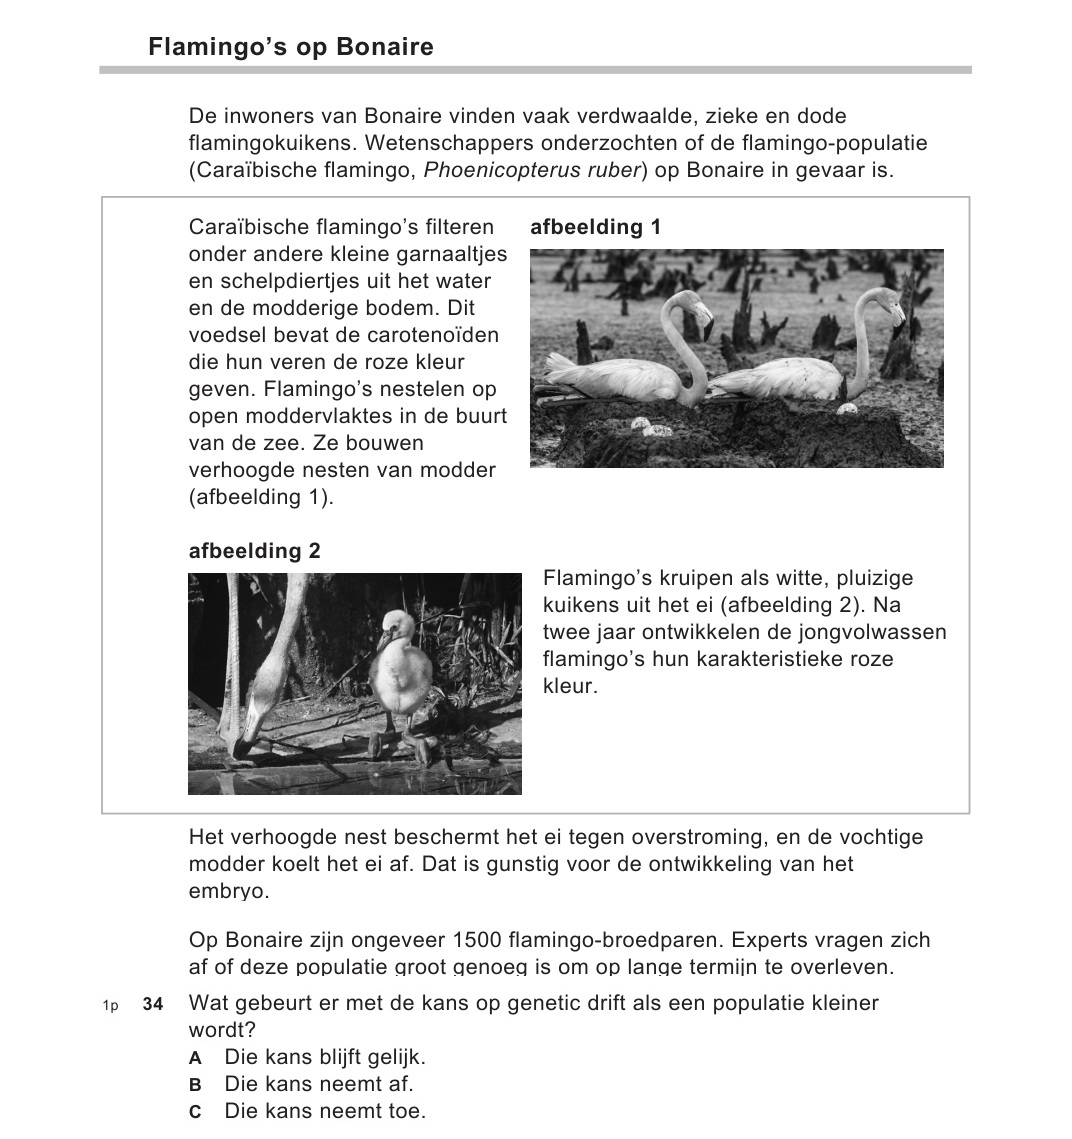 Flamingo’s op Bonaire
De inwoners van Bonaire vinden vaak verdwaalde, zieke en dode
flamingokuikens. Wetenschappers onderzochten of de flamingo-populatie
(Caraïbische flamingo, Phoenicopterus ruber) op Bonaire in gevaar is.
Caraïbische flamingo’s filteren
onder andere kleine garnaaltjes
en schelpdiertjes uit het water
en de modderige bodem. Dit
voedsel bevat de carotenoïden
die hun veren de roze kleur
geven. Flamingo’s nestelen op
open moddervlaktes in de buurt
van de zee. Ze bouwen
verhoogde nesten van modder
(afbeelding 1).
afbeelding 1
afbeelding 2
Flamingo’s kruipen als witte, pluizige
kuikens uit het ei (afbeelding 2). Na
twee jaar ontwikkelen de jongvolwassen
flamingo’s hun karakteristieke roze
kleur.
Het verhoogde nest beschermt het ei tegen overstroming, en de vochtige
modder koelt het ei af. Dat is gunstig voor de ontwikkeling van het
embryo.
Op Bonaire zijn ongeveer 1500 flamingo-broedparen. Experts vragen zich
af of deze populatie groot genoeg is om op lange termijn te overleven.
1p 34 Wat gebeurt er met de kans op genetic drift als een populatie kleiner
wordt?
A Die kans blijft gelijk.
B Die kans neemt af.
C Die kans neemt toe.